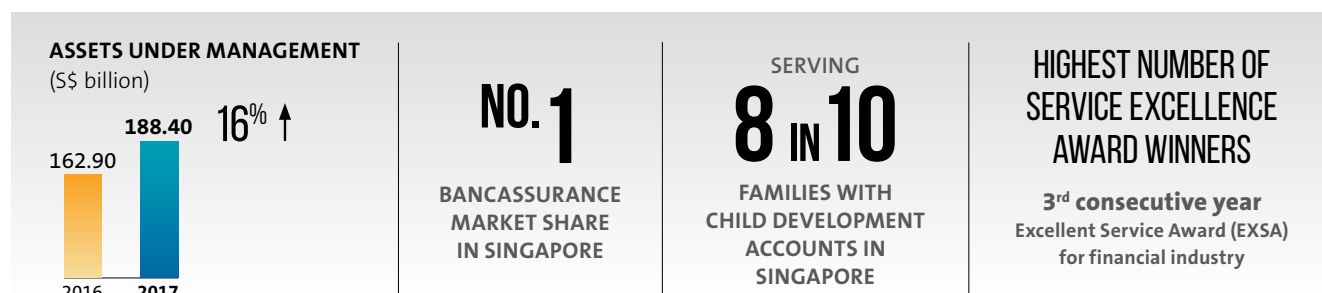 ASSETS UNDER MANAGEMENT
(S$ billion)
16% ↑
188.40
162.90
2016 2017
NO. 1
BANCASSURANCE
MARKET SHARE
IN SINGAPORE
SERVING
8 IN 10
FAMILIES WITH
CHILD DEVELOPMENT
ACCOUNTS IN
SINGAPORE
HIGHEST NUMBER OF
SERVICE EXCELLENCE
AWARD WINNERS
3rd consecutive year
Excellent Service Award (EXSA)
for financial industry